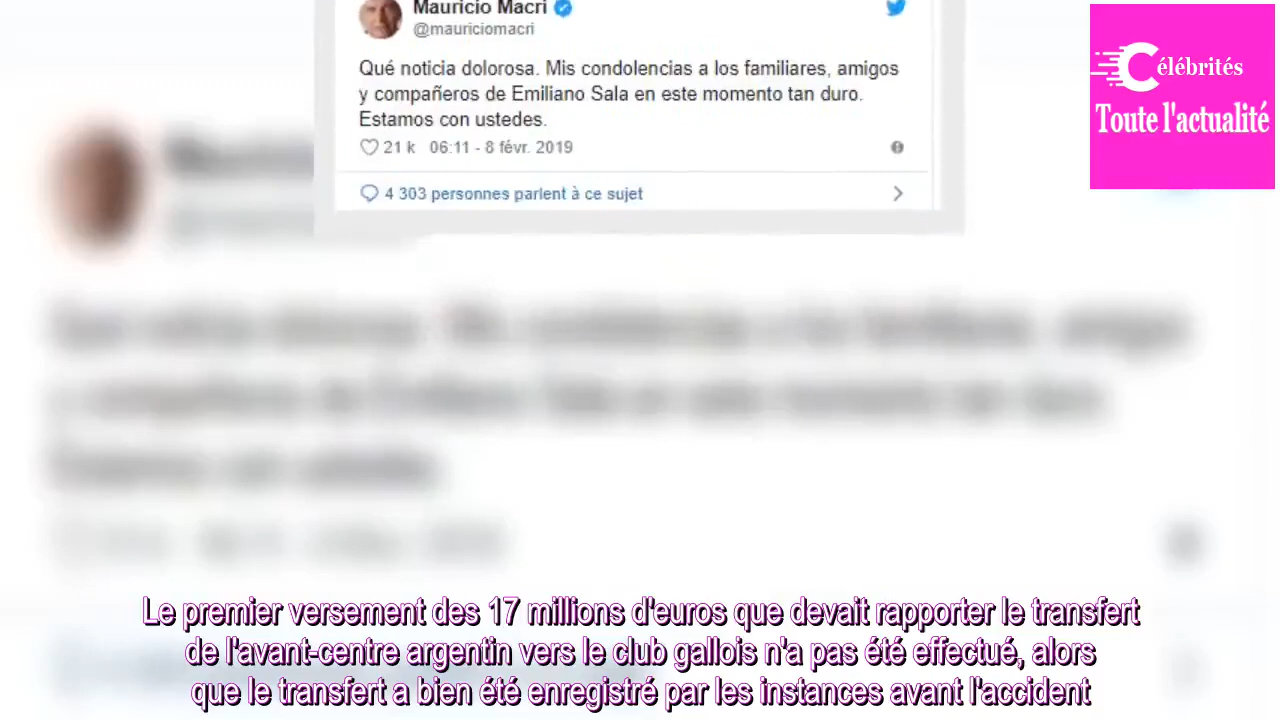 Mauricio Macri
@mauriciomacri
Qué noticia dolorosa. Mis condolencias a los familiares, amigos
y compañeros de Emiliano Sala en este momento tan duro.
Estamos con ustedes.
21 k 06:11 - 8 févr. 2019
4 303 personnes parlent à ce sujet
Célébrités
Toute l'actualité
Le premier versement des 17 millions d'euros que devait rapporter le transfert
de l'avant-centre argentin vers le club gallois n'a pas été effectué, alors
que le transfert a bien été enregistré par les instances avant l'accident